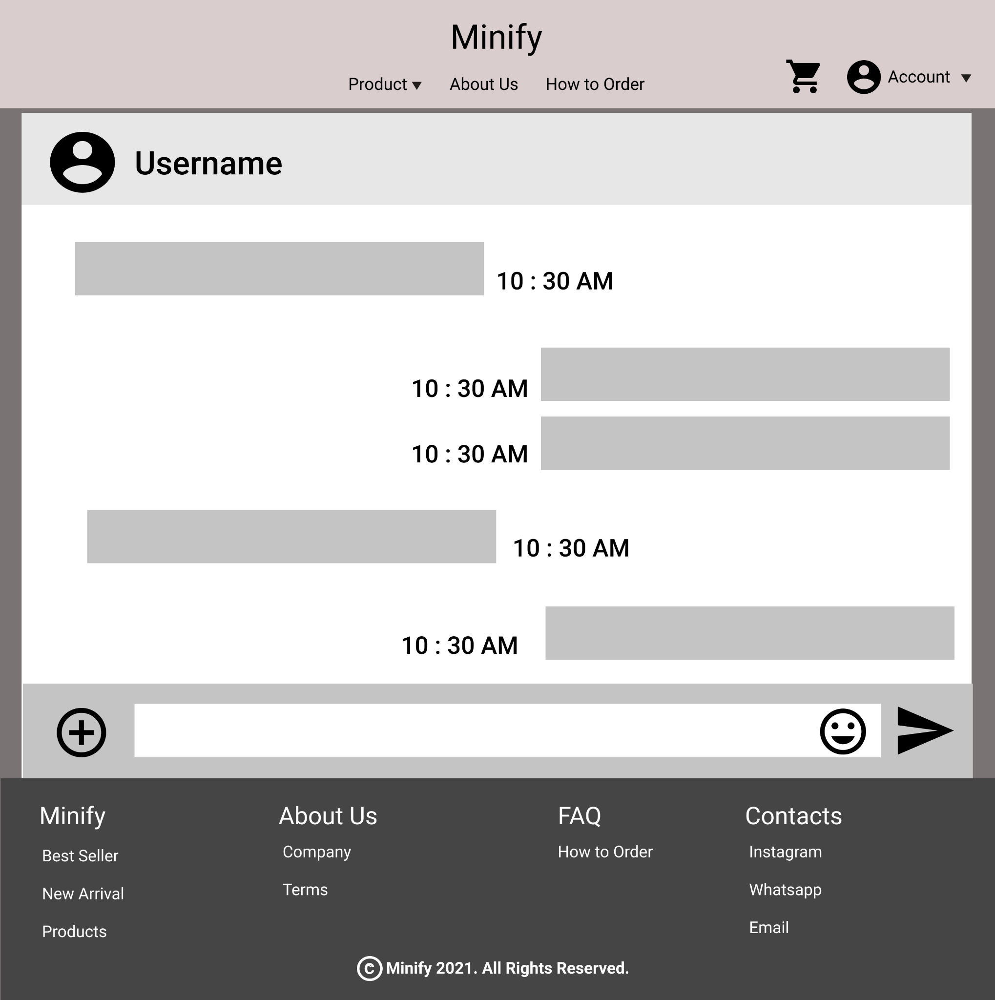 Minify
Product ▼ About Us How to Order
Account ▼
Username
10 : 30 AM
10 : 30 AM
10 : 30 AM
10 : 30 AM
10 : 30 AM
Minify
Best Seller
New Arrival
Products
About Us
Company
Terms
FAQ
How to Order
Contacts
Instagram
Whatsapp
Email
© Minify 2021. All Rights Reserved.